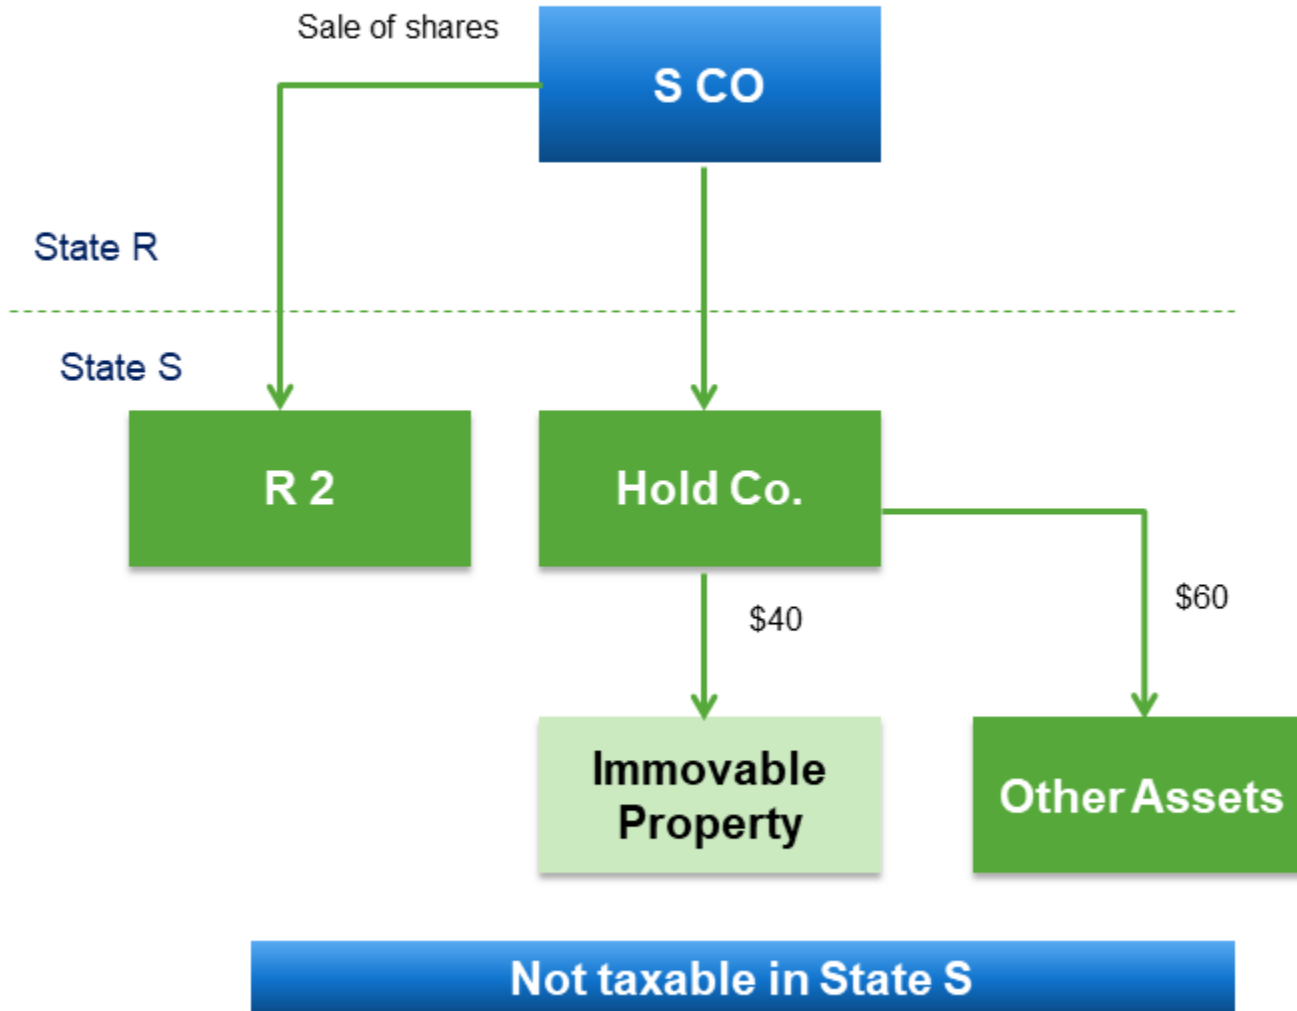 Sale of shares
S CO
State R
State S
R 2
Hold Co.
$40
$60
Immovable
Property
Other Assets
Not taxable in State S